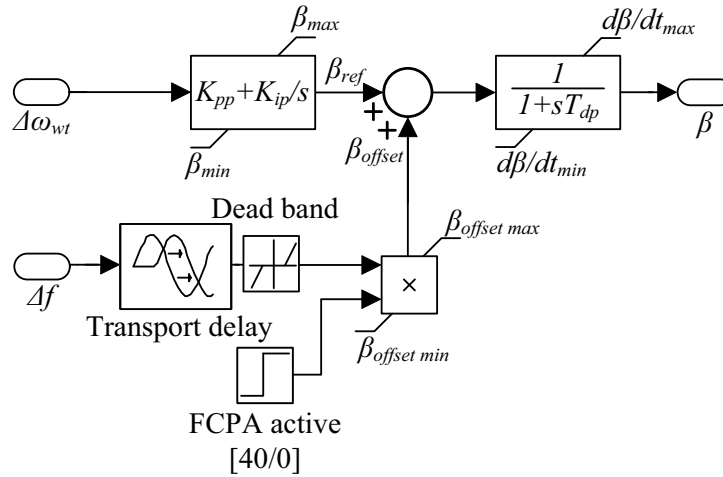 β_max
dβ/dt_max
Δω_wt
K_pp+K_ip/s
β_ref
1
1+sT_dp
β
β_min
+
+
β_offset
dβ/dt_min
Dead band
β_offset max
Δf
×
Transport delay
β_offset min
FCPA active
[40/0]